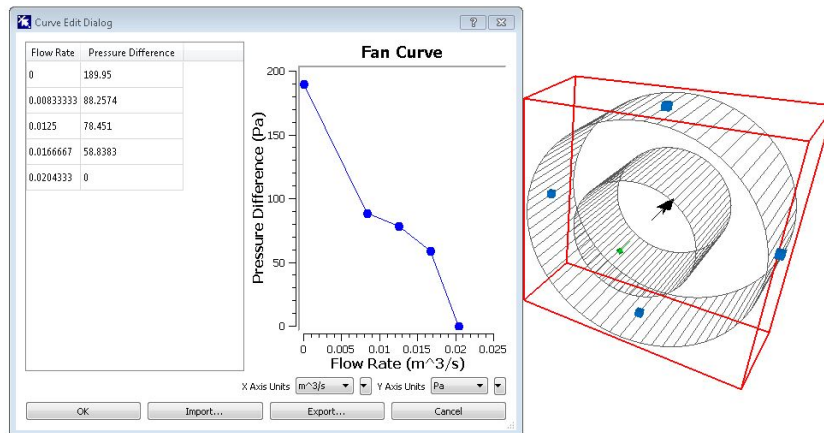 Curve Edit Dialog
Flow Rate Pressure Difference
0 189.95
0.00833333 88.2574
0.0125 78.451
0.0166667 58.8383
0.0204333 0
Fan Curve
Pressure Difference (Pa)
200
150
100
50
0
0 0.005 0.01 0.015 0.02 0.025
Flow Rate (m^3/s)
X Axis Units m^3/s Y Axis Units Pa
OK Import... Export... Cancel